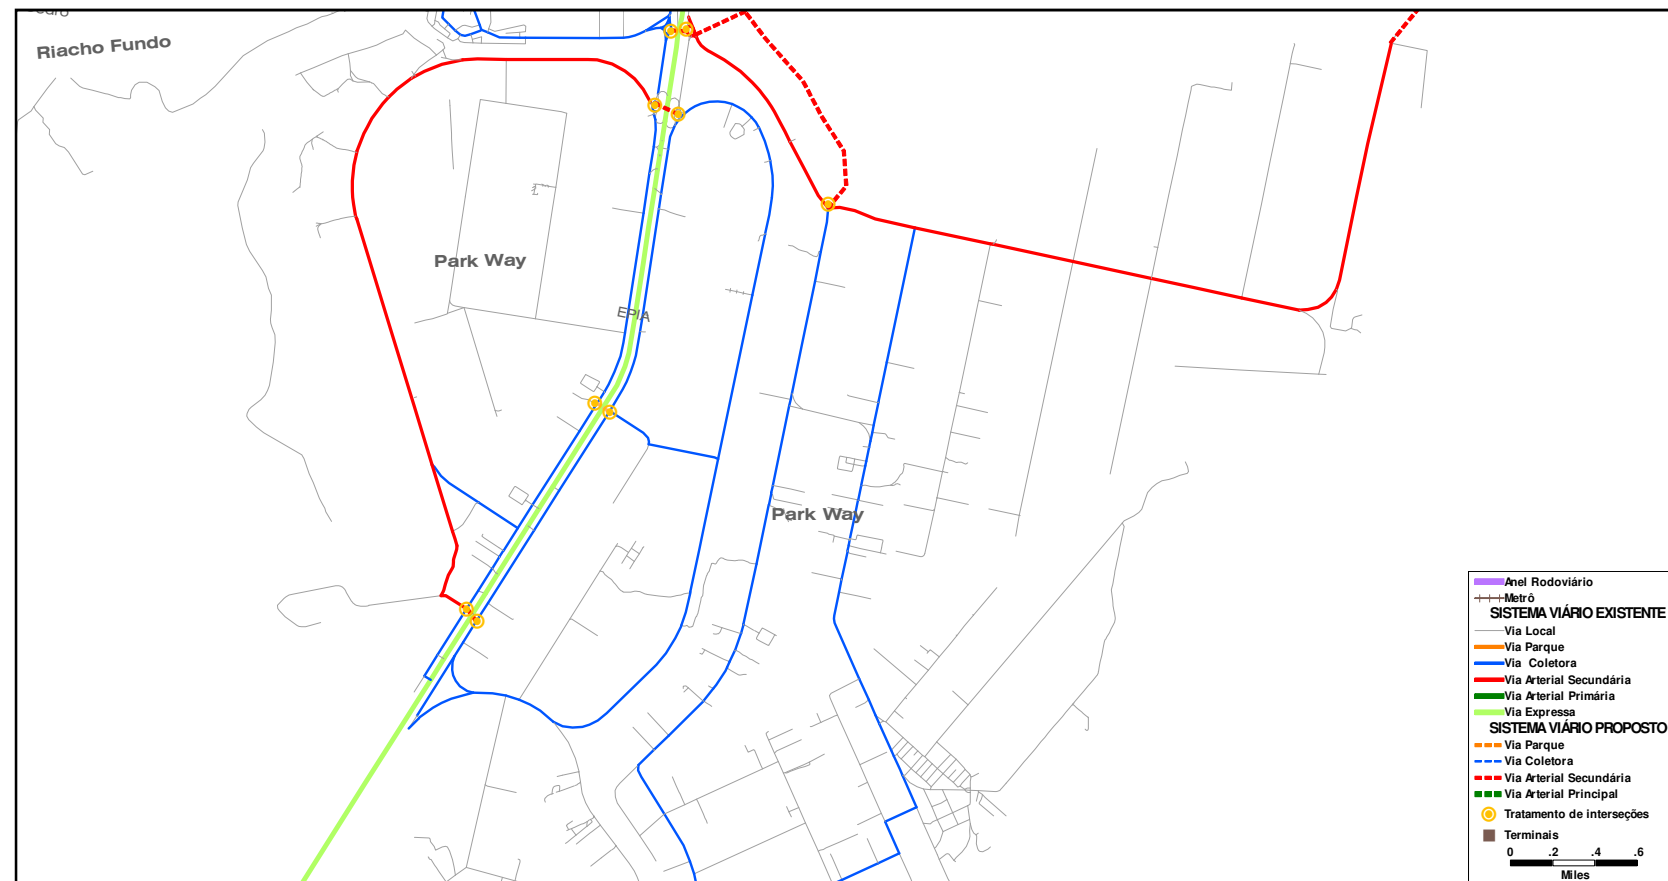 Riacho Fundo
Park Way
EPIA
Park Way
Anel Rodoviário
Metrô
SISTEMA VIÁRIO EXISTENTE
Via Local
Via Parque
Via Coletora
Via Arterial Secundária
Via Arterial Primária
Via Expressa
SISTEMA VIÁRIO PROPOSTO
Via Parque
Via Coletora
Via Arterial Secundária
Via Arterial Principal
Tratamento de interseções
Terminais
0 .2 .4 .6
Miles